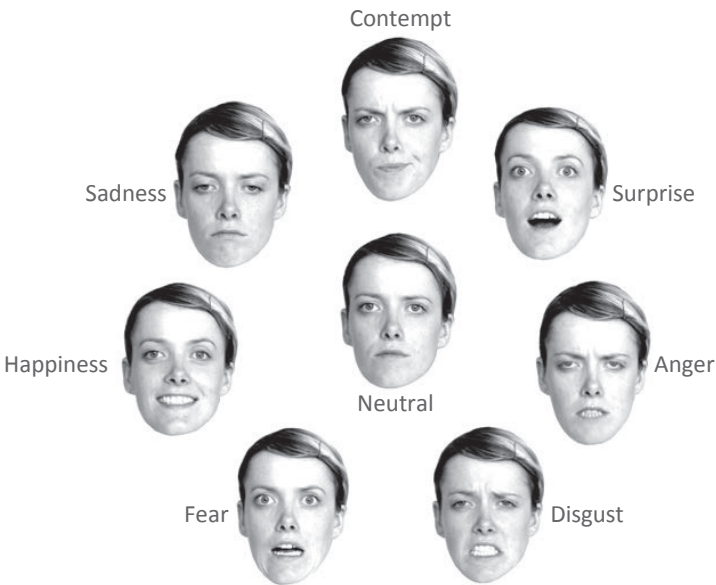 Contempt
Sadness
Surprise
Happiness
Neutral
Anger
Fear
Disgust